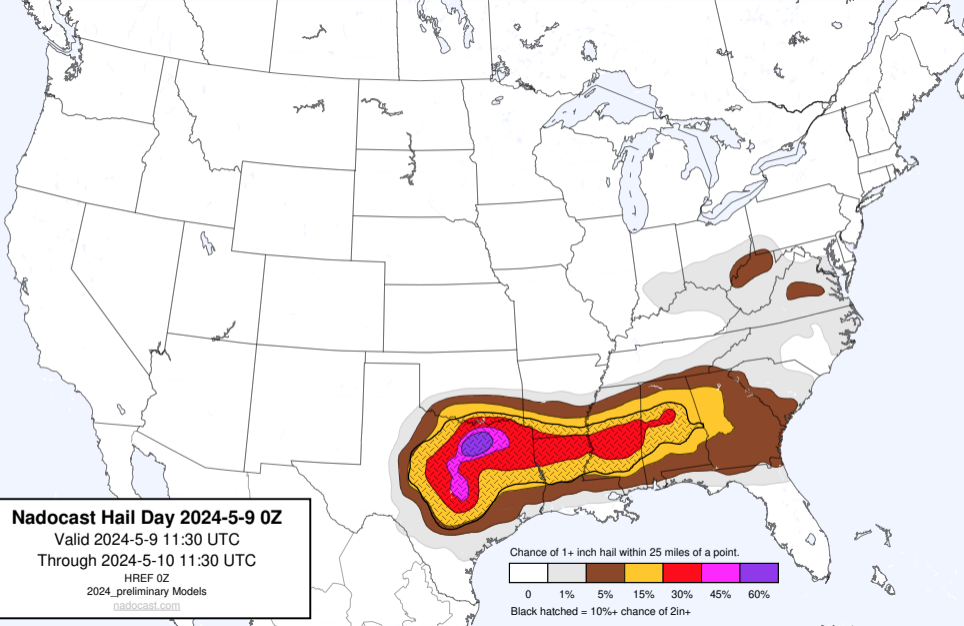 Nadocast Hail Day 2024-5-9 0Z
Valid 2024-5-9 11:30 UTC
Through 2024-5-10 11:30 UTC
HREF 0Z
2024_preliminary Models
nadocast.com
Chance of 1+ inch hail within 25 miles of a point.
0 1% 5% 15% 30% 45% 60%
Black hatched = 10%+ chance of 2in+